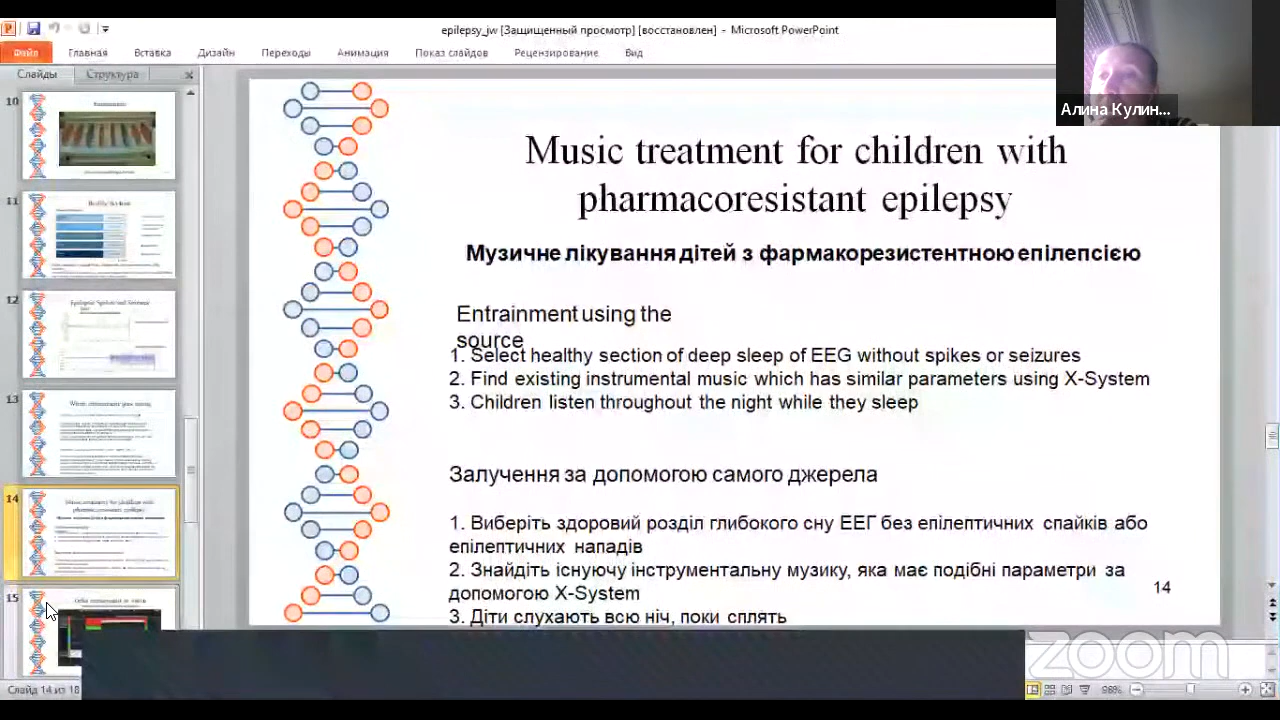 epilepsy_jw [Защищенный просмотр] [восстановлен] - Microsoft PowerPoint
Файл Главная Вставка Дизайн Переходы Анимация Показ слайдов Рецензирование Вид
Слайды Структура
Алина Кулин...
10
11
12
13
14
15
Music treatment for children with
pharmacoresistant epilepsy
Музичне лікування дітей з фармакорезистентною епілепсією
Entrainment using the
source
1. Select healthy section of deep sleep of EEG without spikes or seizures
2. Find existing instrumental music which has similar parameters using X-System
3. Children listen throughout the night while they sleep
Залучення за допомогою самого джерела
1. Виберіть здоровий розділ глибокого сну ЕЕГ без епілептичних спайків або
епілептичних нападів
2. Знайдіть існуючу інструментальну музику, яка має подібні параметри за
допомогою X-System
3. Діти слухають всю ніч, поки сплять
14
zoom
Слайд 14 из 18